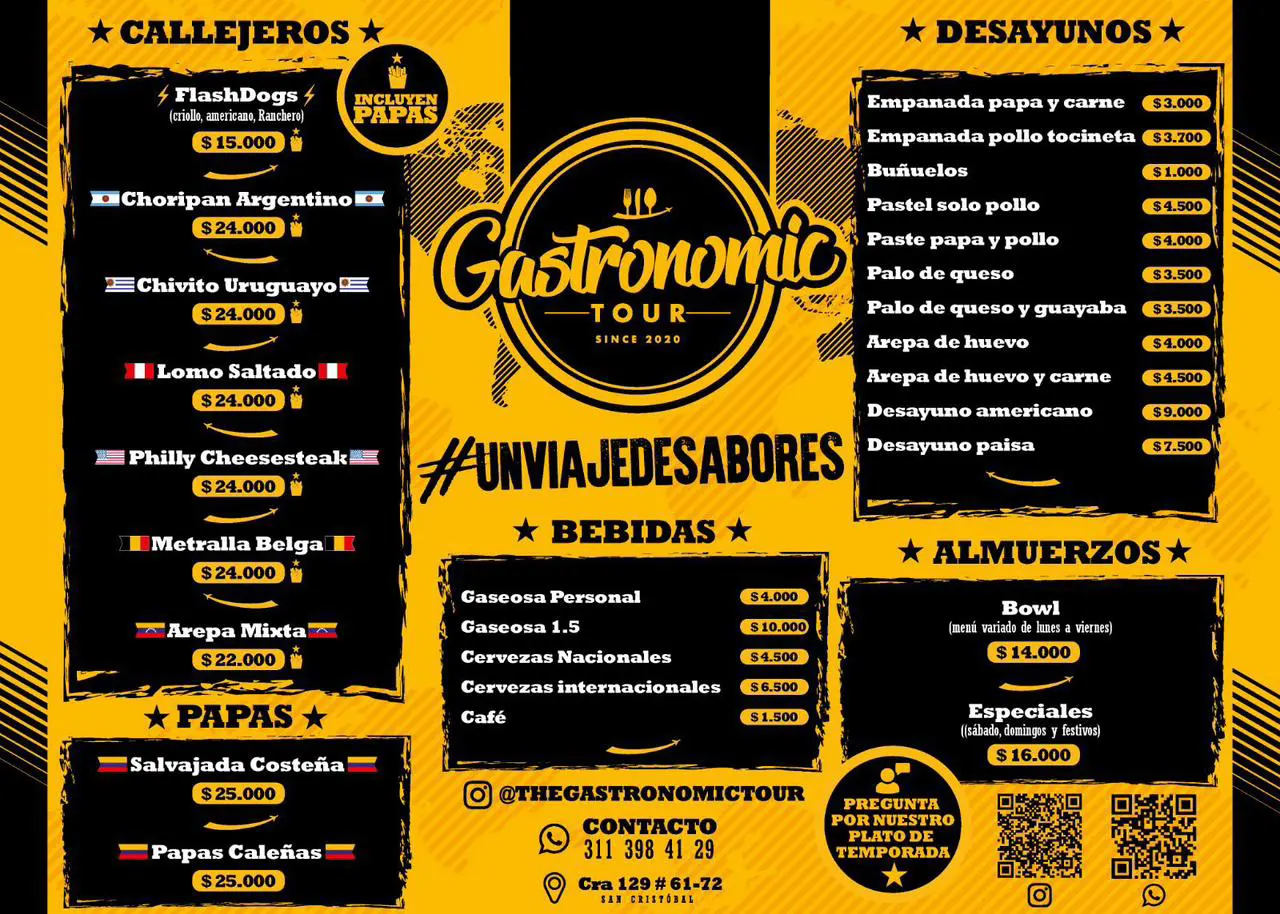 CALLEJEROS
INCLUYEN
PAPAS
FlashDogs
(criollo, americano, Ranchero)
$ 15.000
Choripan Argentino
$ 24.000
Chivito Uruguayo
$ 24.000
Lomo Saltado
$ 24.000
Philly Cheesesteak
$ 24.000
Metralla Belga
$ 24.000
Arepa Mixta
$ 22.000
PAPAS
Salvajada Costeña
$ 25.000
Papas Caleñas
$ 25.000
Gastronomic
TOUR
SINCE 2020
#UNVIAJEDESABORES
BEBIDAS
Gaseosa Personal $ 4.000
Gaseosa 1.5 $ 10.000
Cervezas Nacionales $ 4.500
Cervezas internacionales $ 6.500
Café $ 1.500
@THEGASTRONOMICTOUR
CONTACTO
311 398 41 29
Cra 129 # 61-72
SAN CRISTÓBAL
DESAYUNOS
Empanada papa y carne $ 3.000
Empanada pollo tocineta $ 3.700
Buñuelos $ 1.000
Pastel solo pollo $ 4.500
Paste papa y pollo $ 4.000
Palo de queso $ 3.500
Palo de queso y guayaba $ 3.500
Arepa de huevo $ 4.000
Arepa de huevo y carne $ 4.500
Desayuno americano $ 9.000
Desayuno paisa $ 7.500
ALMUERZOS
Bowl
(menú variado de lunes a viernes)
$ 14.000
Especiales
((sábado, domingos y festivos)
$ 16.000
PREGUNTA
POR NUESTRO
PLATO DE
TEMPORADA